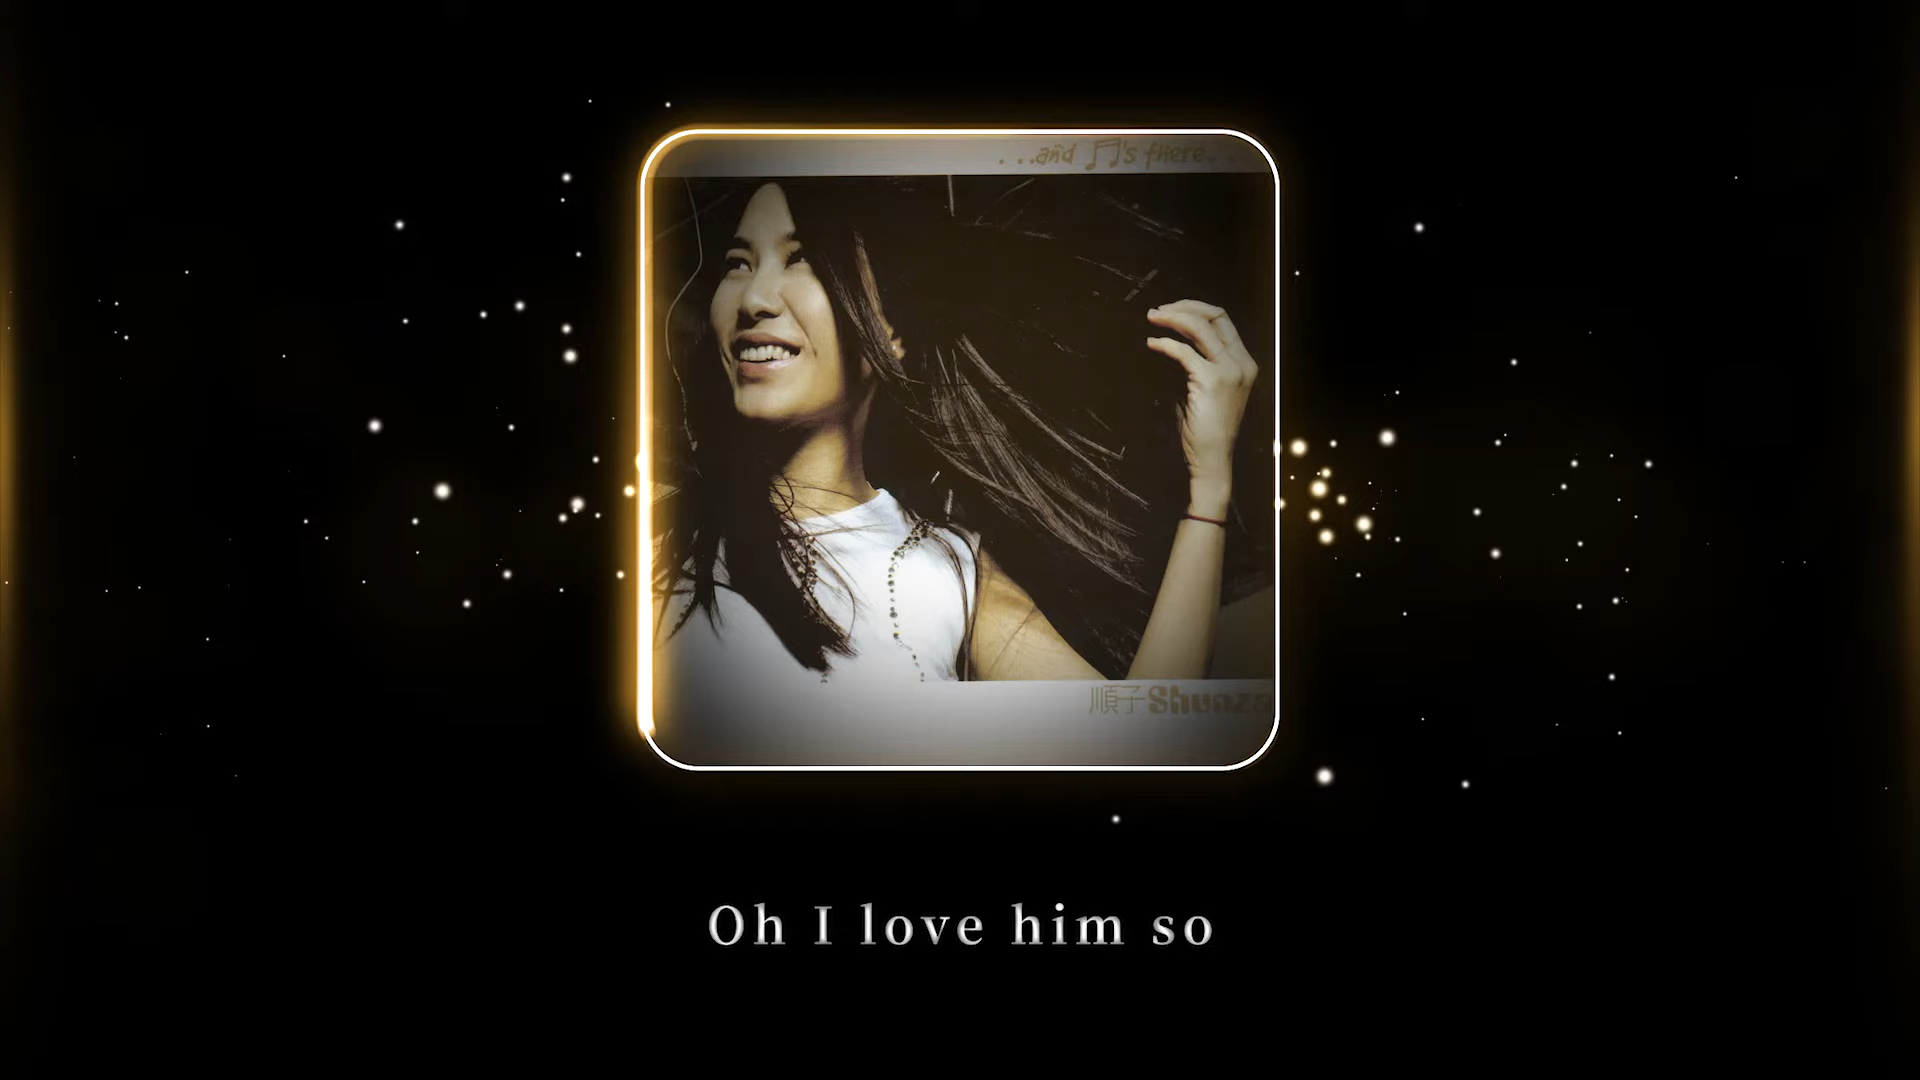 ...and 's there..
順子Shunza
Oh I love him so